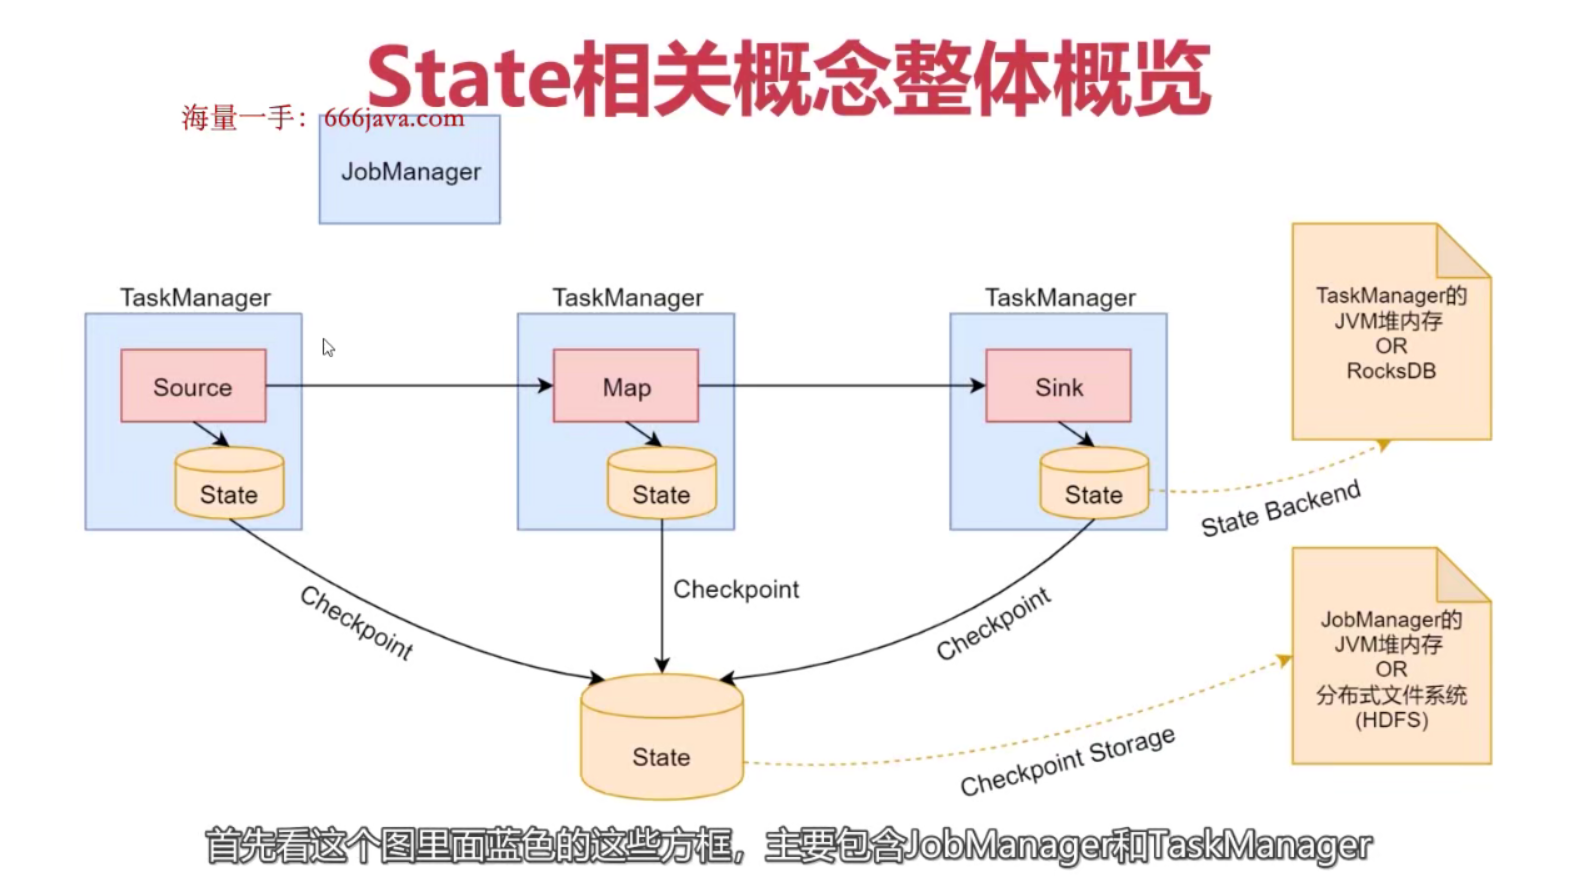 State相关概念整体概览
海量一手：666java.com
JobManager
TaskManager
TaskManager
TaskManager
Source
Map
Sink
State
State
State
TaskManager的
JVM堆内存
OR
RocksDB
State Backend
Checkpoint
Checkpoint
Checkpoint
State
Checkpoint Storage
JobManager的
JVM堆内存
OR
分布式文件系统
(HDFS)
首先看这个图里面蓝色的这些方框，主要包含JobManager和TaskManager